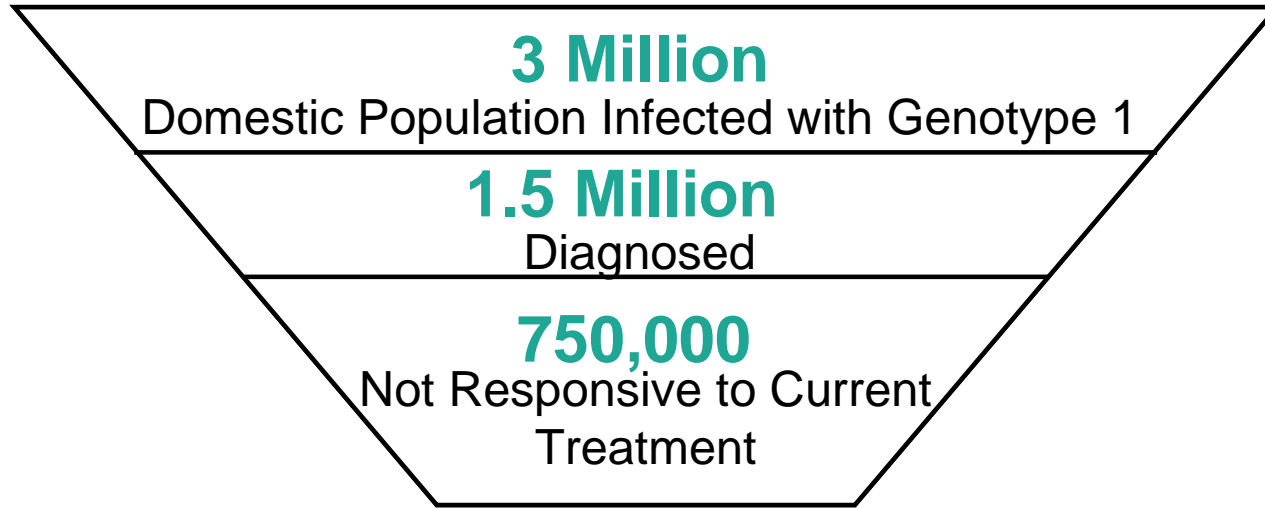 3 Million
Domestic Population Infected with Genotype 1
1.5 Million
Diagnosed
750,000
Not Responsive to Current
Treatment